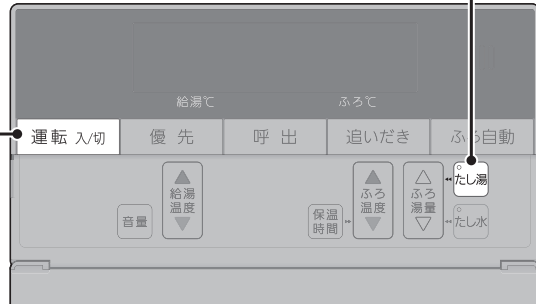 給湯℃
ふろ℃
運転 入/切
優先
呼出
追いだき
ふろ自動
給湯
温度
音量
保温
時間
ふろ
温度
ふろ
湯量
たし湯
たし水